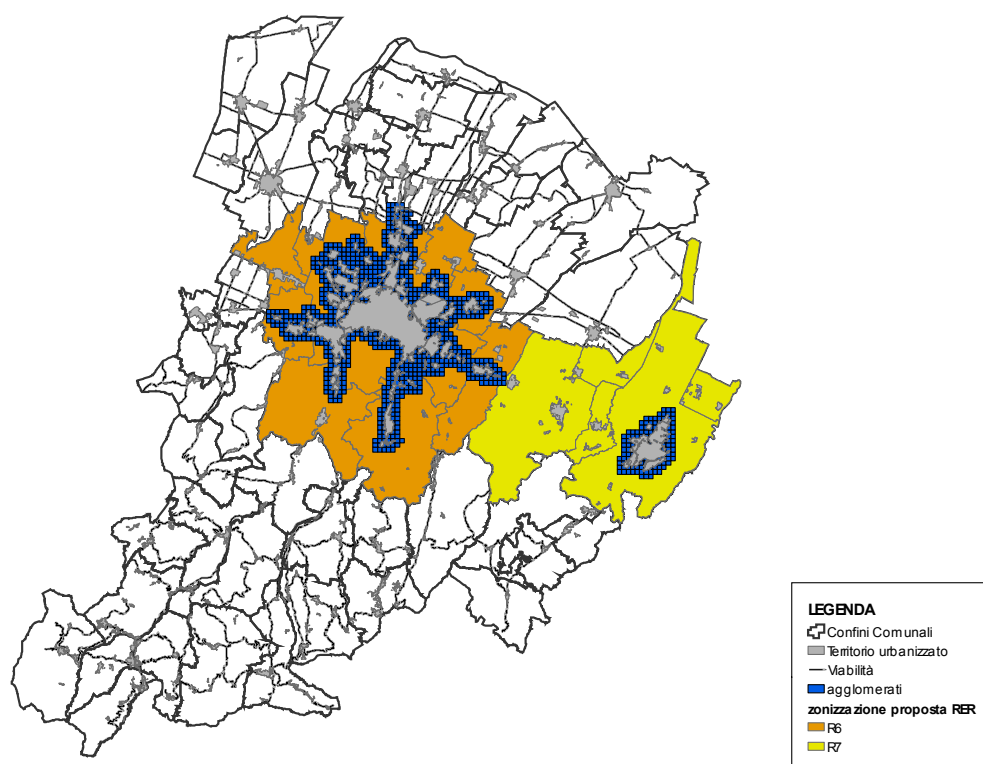 LEGENDA
Confini Comunali
Territorio urbanizzato
Viabilità
agglomerati
zonizzazione proposta RER
R6
R7